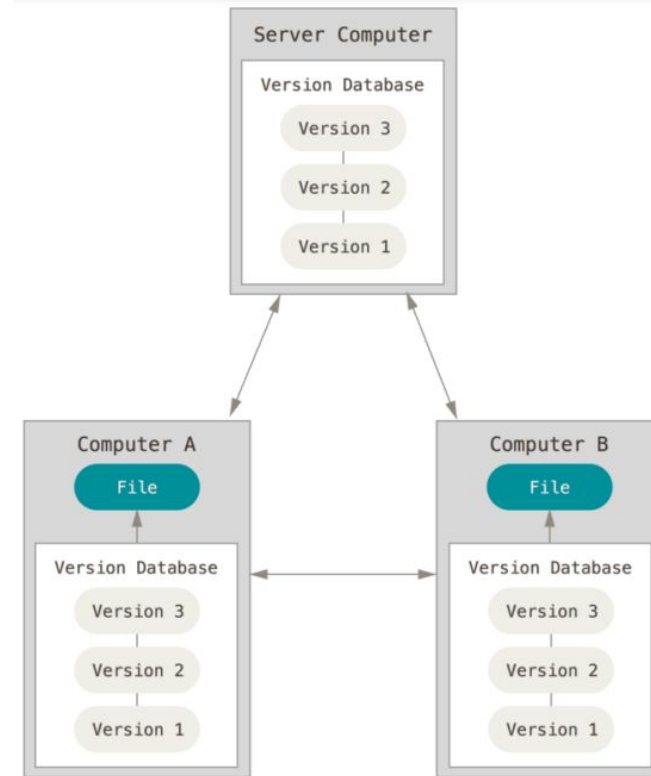 Server Computer
Version Database
Version 3
Version 2
Version 1
Computer A
File
Version Database
Version 3
Version 2
Version 1
Computer B
File
Version Database
Version 3
Version 2
Version 1